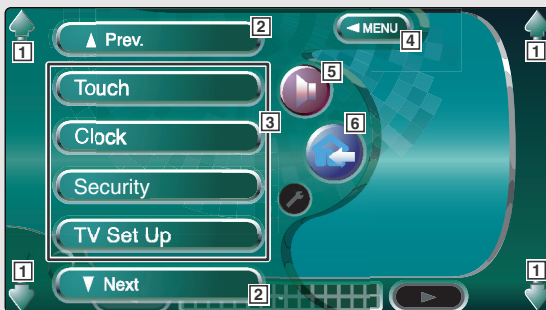 1 ▲ Prev. 2 ◄MENU 4 1
Touch 5
Clock 3 6
Security
TV Set Up
1 ▼ Next 2 1